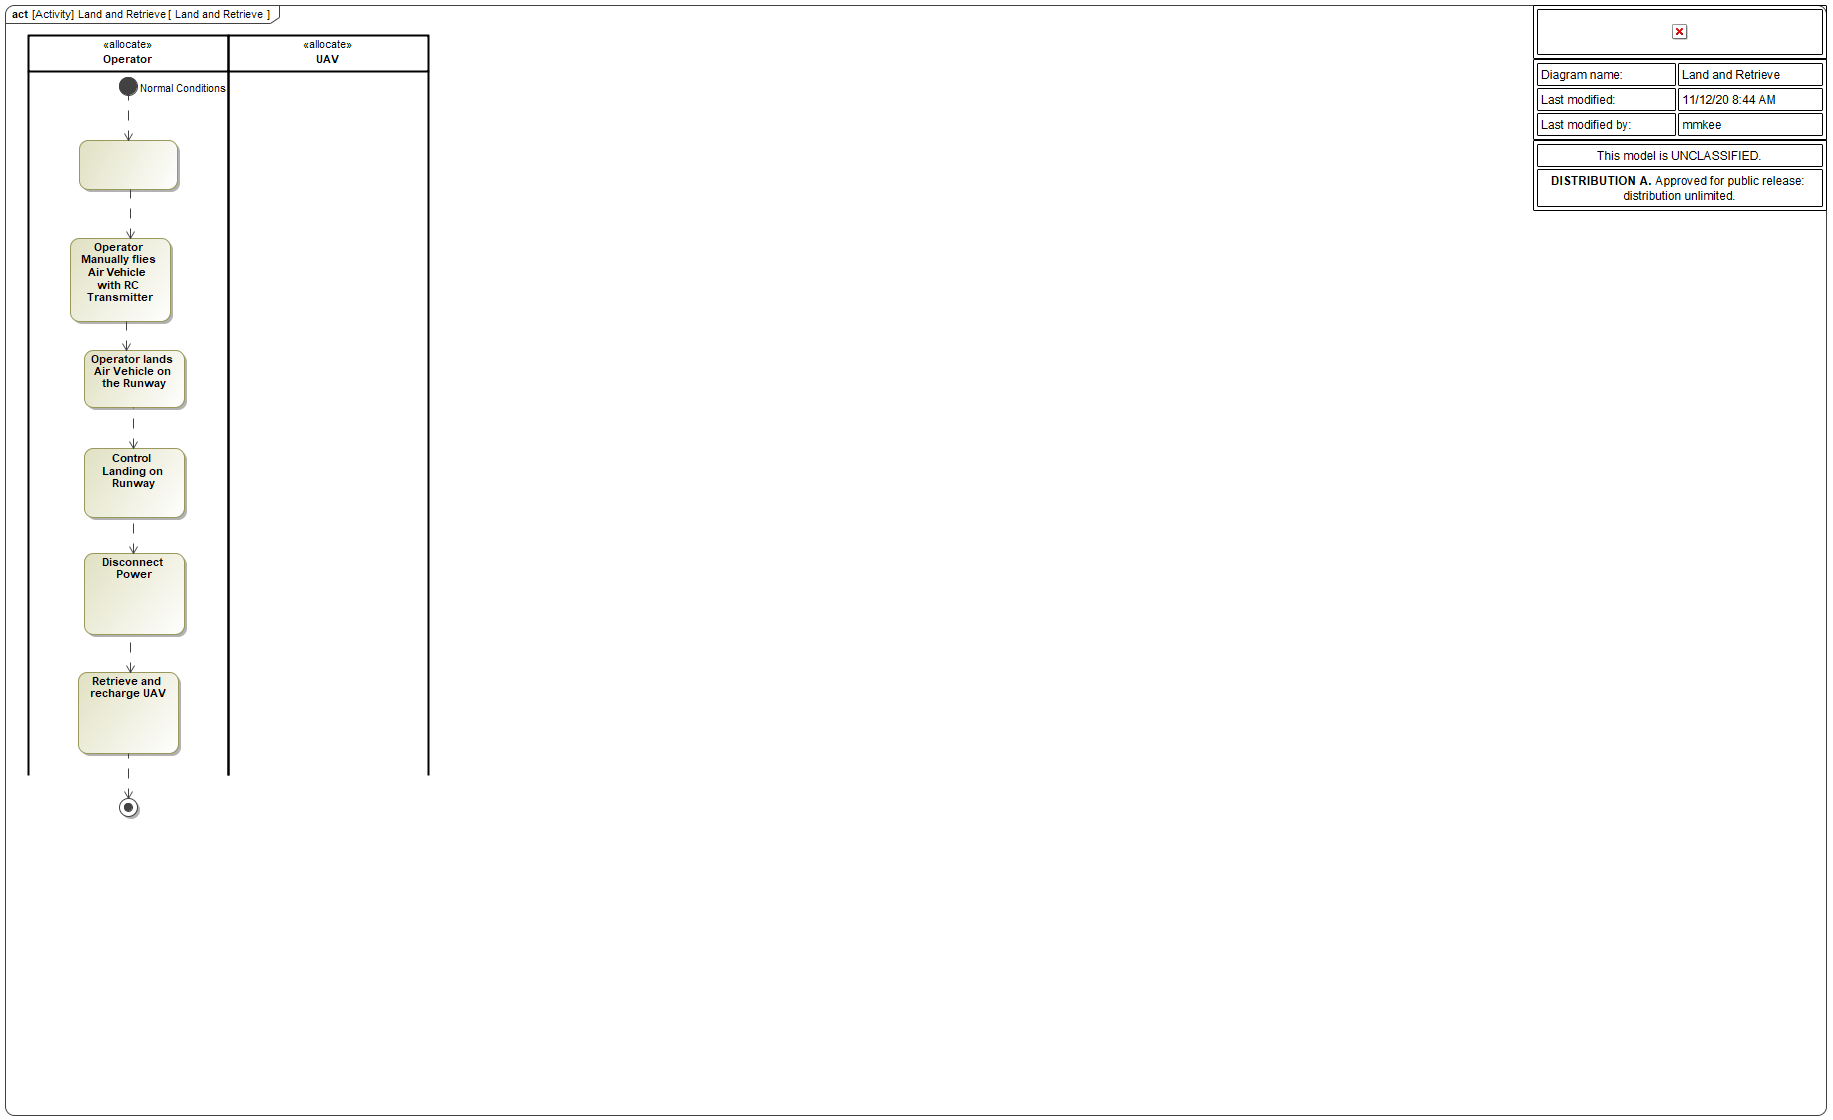 act [Activity] Land and Retrieve [ Land and Retrieve ]
«allocate»
Operator
«allocate»
UAV
Normal Conditions
Operator
Manually flies
Air Vehicle
with RC
Transmitter
Operator lands
Air Vehicle on
the Runway
Control
Landing on
Runway
Disconnect
Power
Retrieve and
recharge UAV
Diagram name: Land and Retrieve
Last modified: 11/12/20 8:44 AM
Last modified by: mmkee
This model is UNCLASSIFIED.
DISTRIBUTION A. Approved for public release:
distribution unlimited.